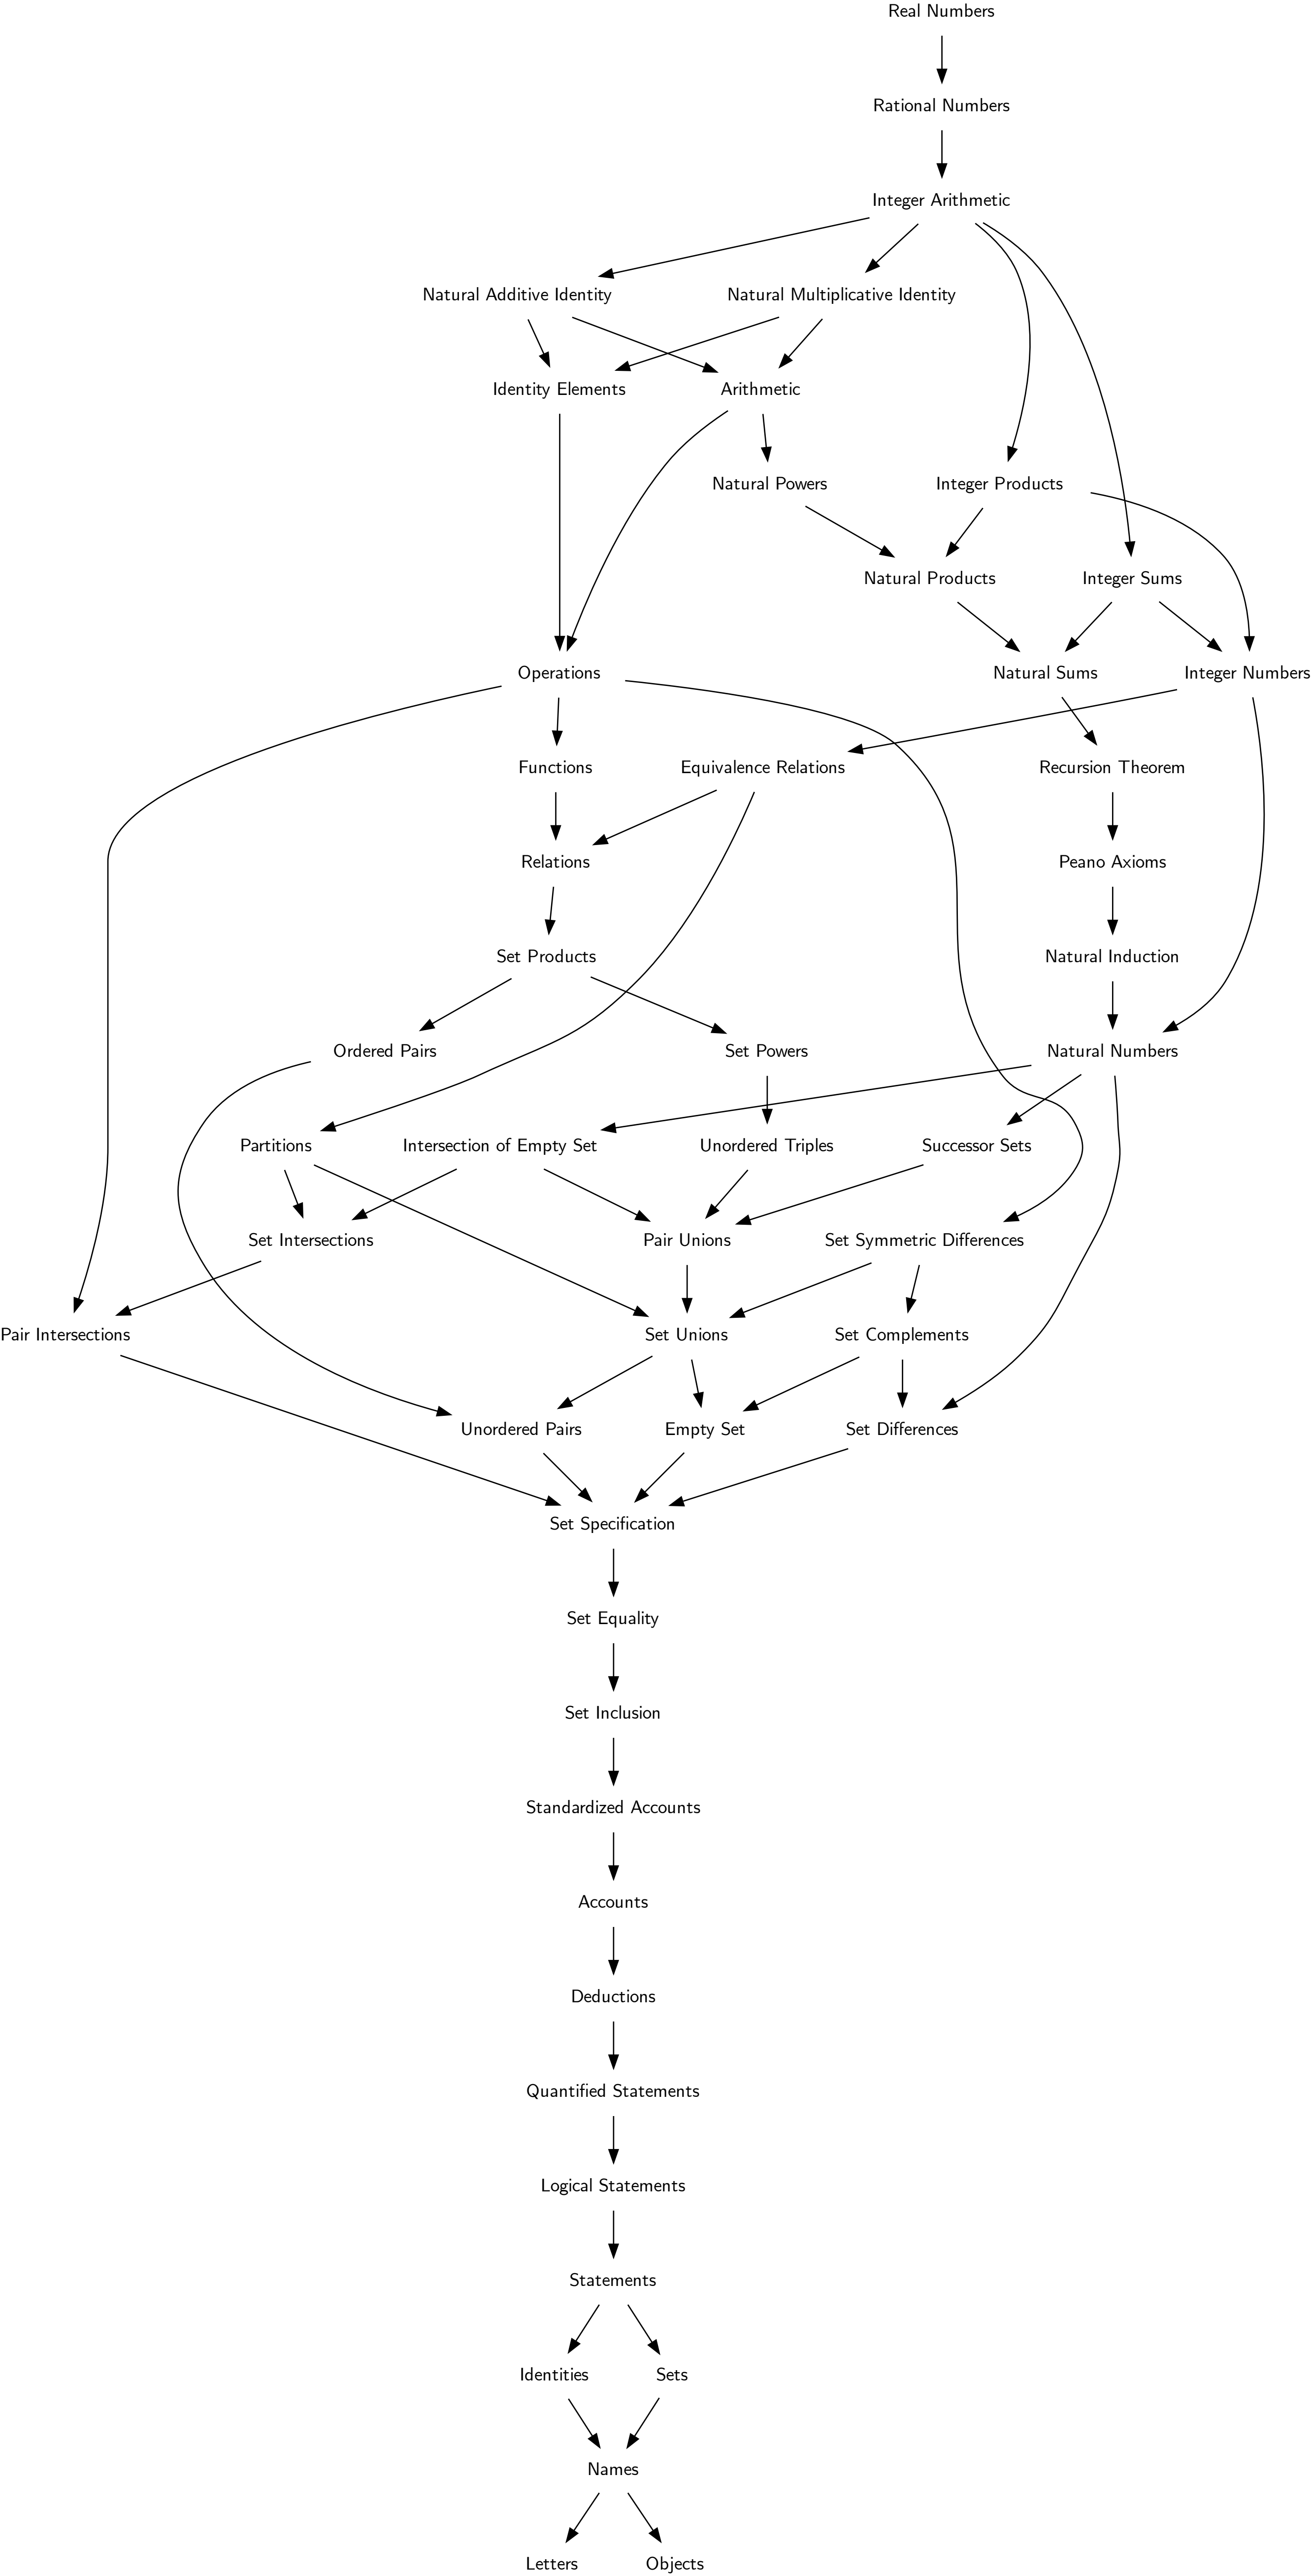 Real Numbers
Rational Numbers
Integer Arithmetic
Natural Additive Identity
Natural Multiplicative Identity
Identity Elements
Arithmetic
Natural Powers
Integer Products
Natural Products
Integer Sums
Operations
Natural Sums
Integer Numbers
Functions
Equivalence Relations
Recursion Theorem
Relations
Peano Axioms
Set Products
Natural Induction
Ordered Pairs
Set Powers
Natural Numbers
Partitions
Intersection of Empty Set
Unordered Triples
Successor Sets
Set Intersections
Pair Unions
Set Symmetric Differences
Pair Intersections
Set Unions
Set Complements
Unordered Pairs
Empty Set
Set Differences
Set Specification
Set Equality
Set Inclusion
Standardized Accounts
Accounts
Deductions
Quantified Statements
Logical Statements
Statements
Identities
Sets
Names
Letters
Objects